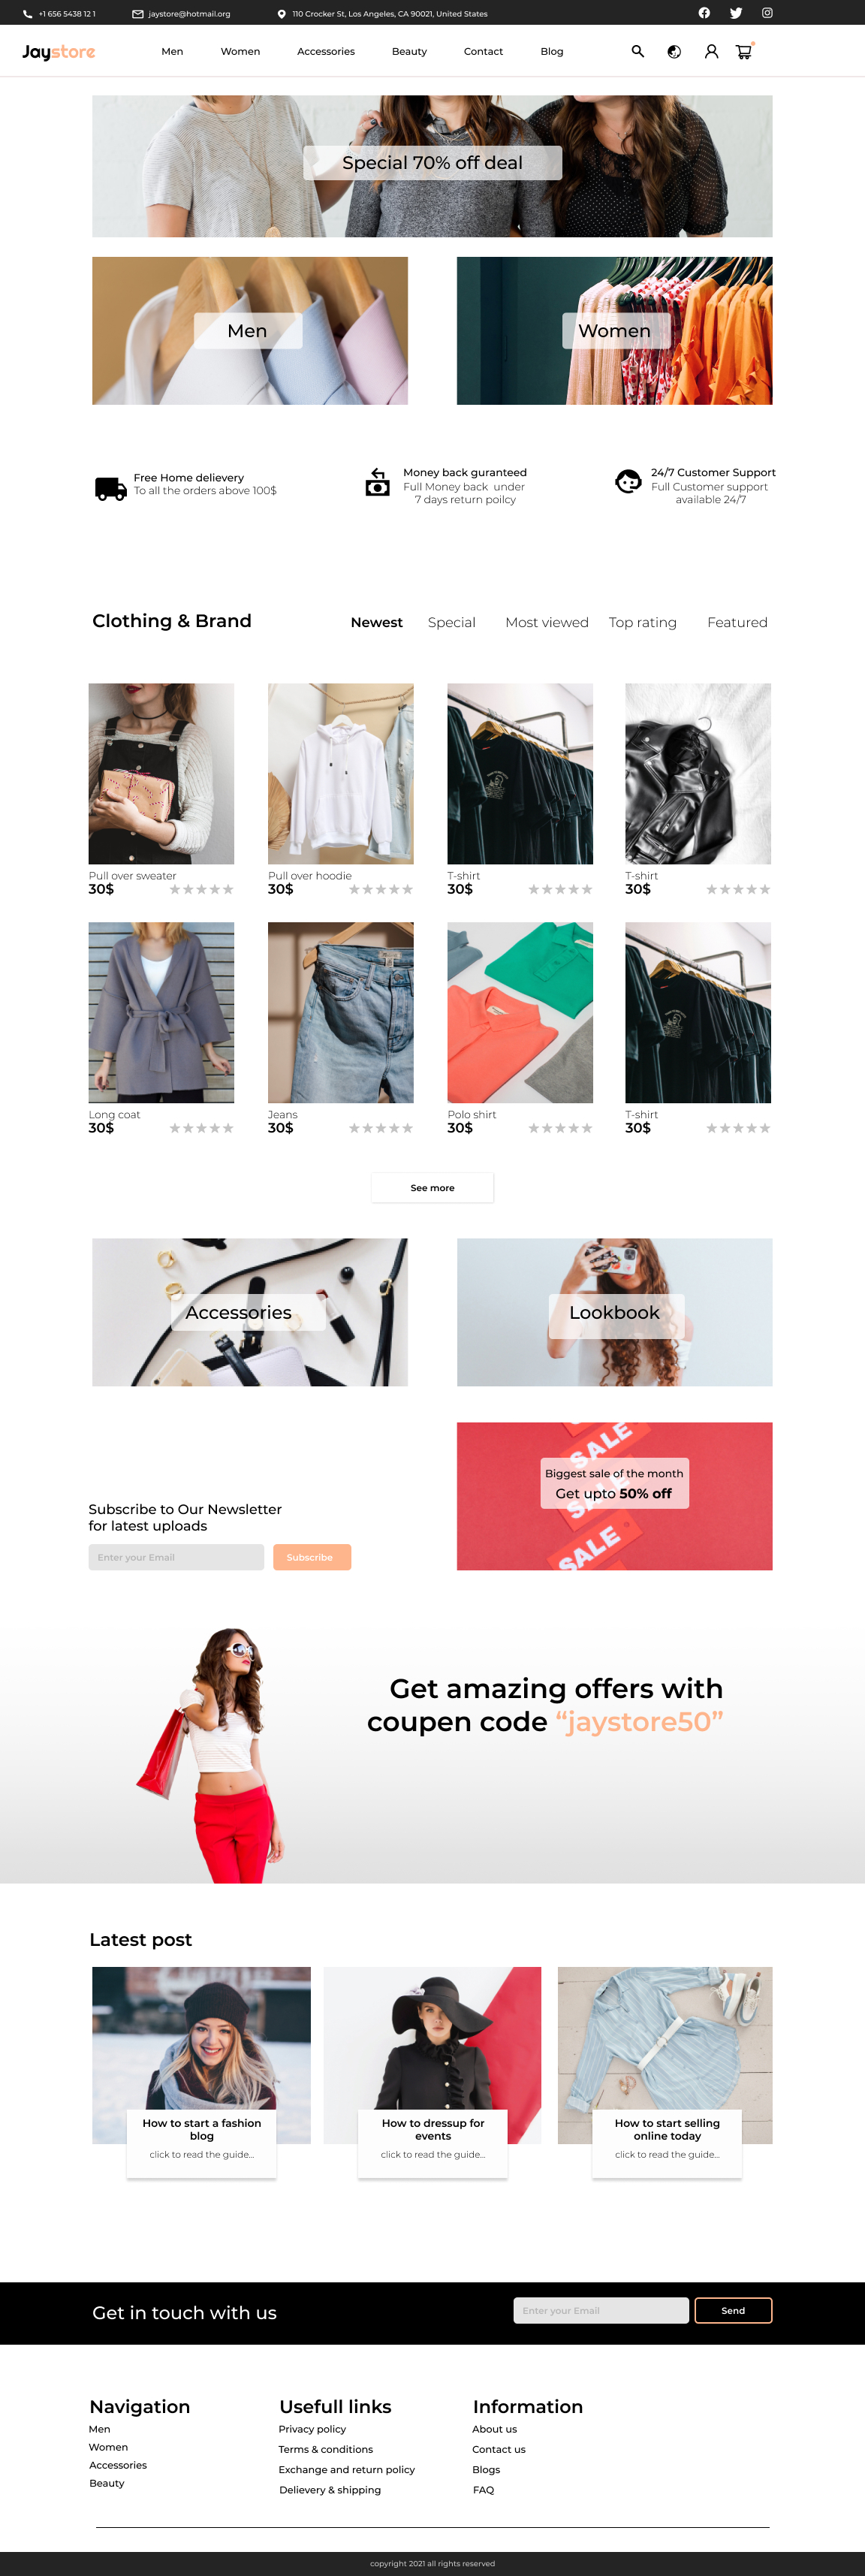 +1 656 5438 12 1
jaystore@hotmail.org
110 Crocker St, Los Angeles, CA 90021, United States
Jaystore
Men
Women
Accessories
Beauty
Contact
Blog
Special 70% off deal
Men
Women
Free Home delievery
To all the orders above 100$
Money back guranteed
Full Money back under
7 days return poilcy
24/7 Customer Support
Full Customer support
available 24/7
Clothing & Brand
Newest
Special
Most viewed
Top rating
Featured
Pull over sweater
30$
Pull over hoodie
30$
T-shirt
30$
T-shirt
30$
Long coat
30$
Jeans
30$
Polo shirt
30$
T-shirt
30$
See more
Accessories
Lookbook
SALE
SALE
Biggest sale of the month
Get upto 50% off
SALE
SALE
Subscribe to Our Newsletter
for latest uploads
Enter your Email
Subscribe
Get amazing offers with
coupen code “jaystore50”
Latest post
How to start a fashion
blog
click to read the guide...
How to dressup for
events
click to read the guide...
How to start selling
online today
click to read the guide...
Get in touch with us
Enter your Email
Send
Navigation
Men
Women
Accessories
Beauty
Usefull links
Privacy policy
Terms & conditions
Exchange and return policy
Delievery & shipping
Information
About us
Contact us
Blogs
FAQ
copyright 2021 all rights reserved